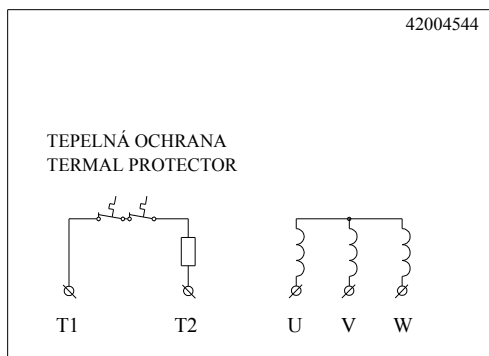 42004544
TEPELNÁ OCHRANA
TERMAL PROTECTOR
T1 T2 U V W